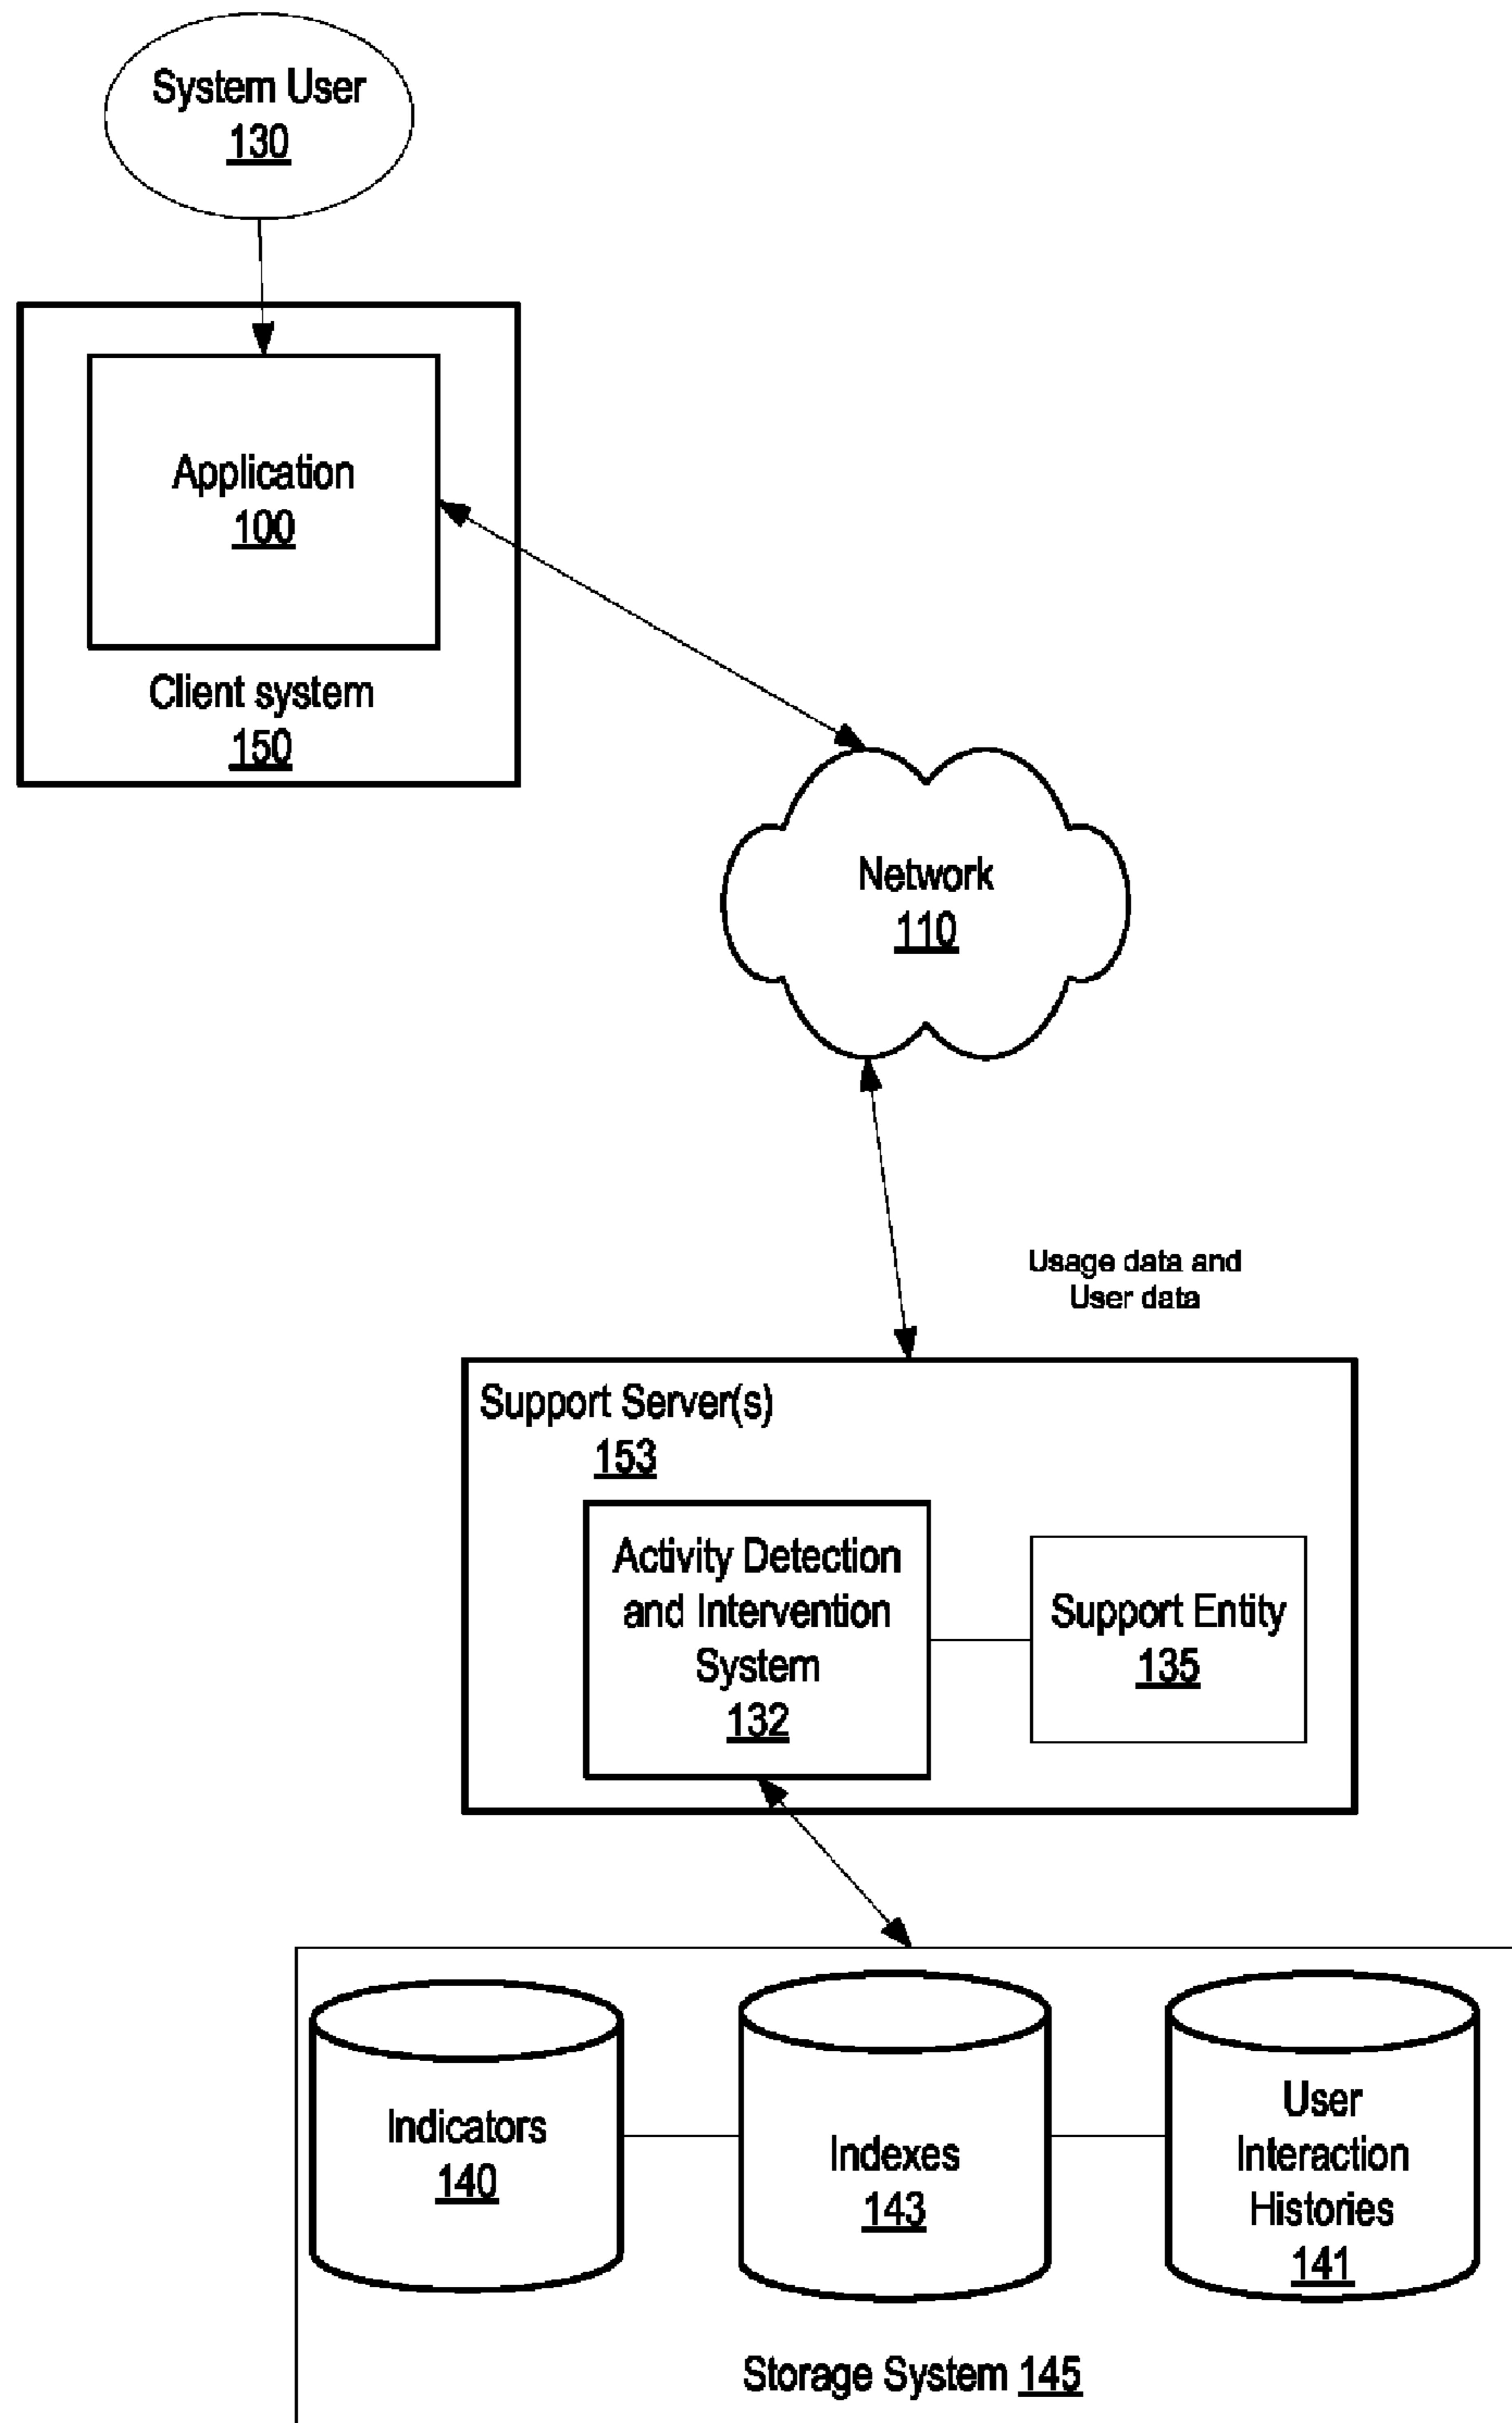 System User
130
Application
100
Client system
150
Network
110
Usage data and
User data
Support Server(s)
153
Activity Detection
and Intervention
System
132
Support Entity
135
Indicators
140
Indexes
143
User
Interaction
Histories
141
Storage System 145